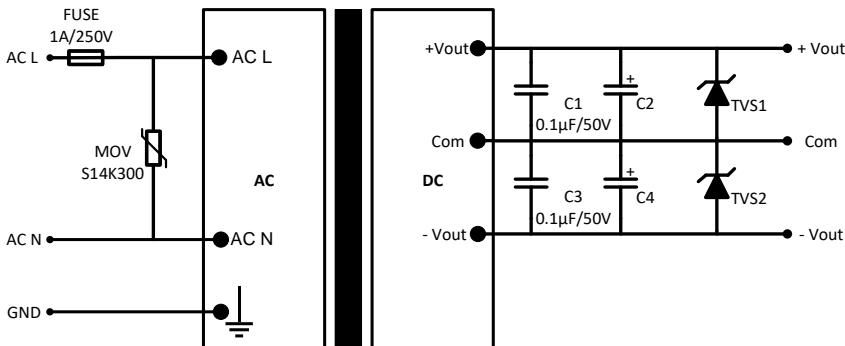 FUSE
1A/250V
AC L
AC L
MOV
S14K300
AC N
AC N
GND
AC
DC
+Vout
Com
- Vout
C1
0.1µF/50V
+
C2
TVS1
C3
0.1µF/50V
+
C4
TVS2
+ Vout
Com
- Vout